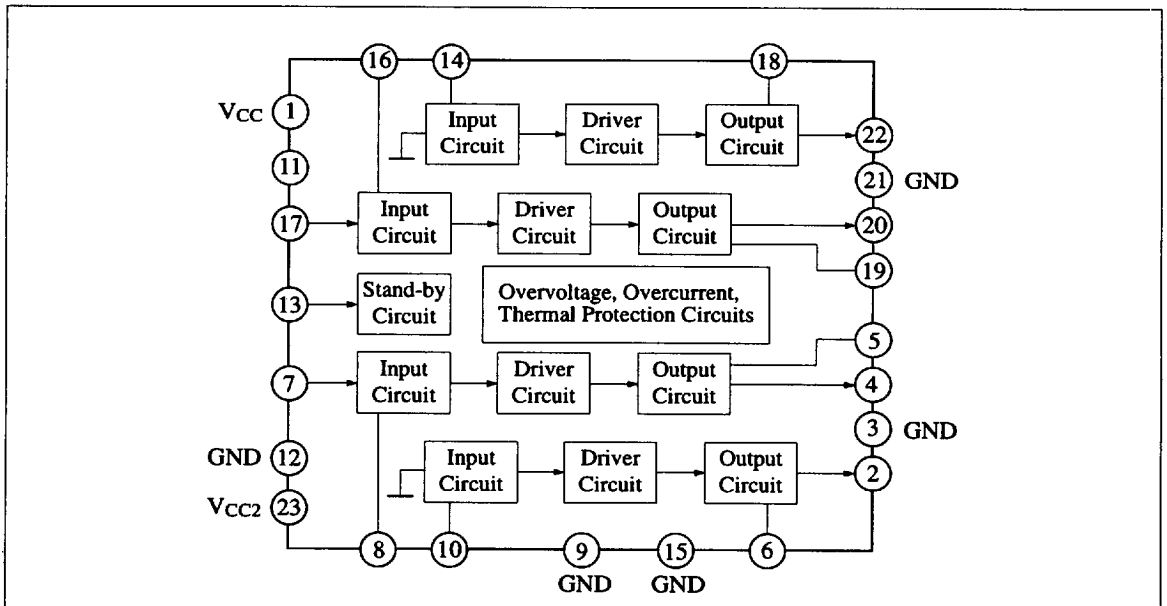 16 14 18
VCC 1
Input
Circuit
Driver
Circuit
Output
Circuit
22
11
21 GND
17
Input
Circuit
Driver
Circuit
Output
Circuit
20
19
13
Stand-by
Circuit
Overvoltage, Overcurrent,
Thermal Protection Circuits
5
7
Input
Circuit
Driver
Circuit
Output
Circuit
4
3 GND
GND 12
Input
Circuit
Driver
Circuit
Output
Circuit
2
VCC2 23
8 10 9 15 6
GND GND